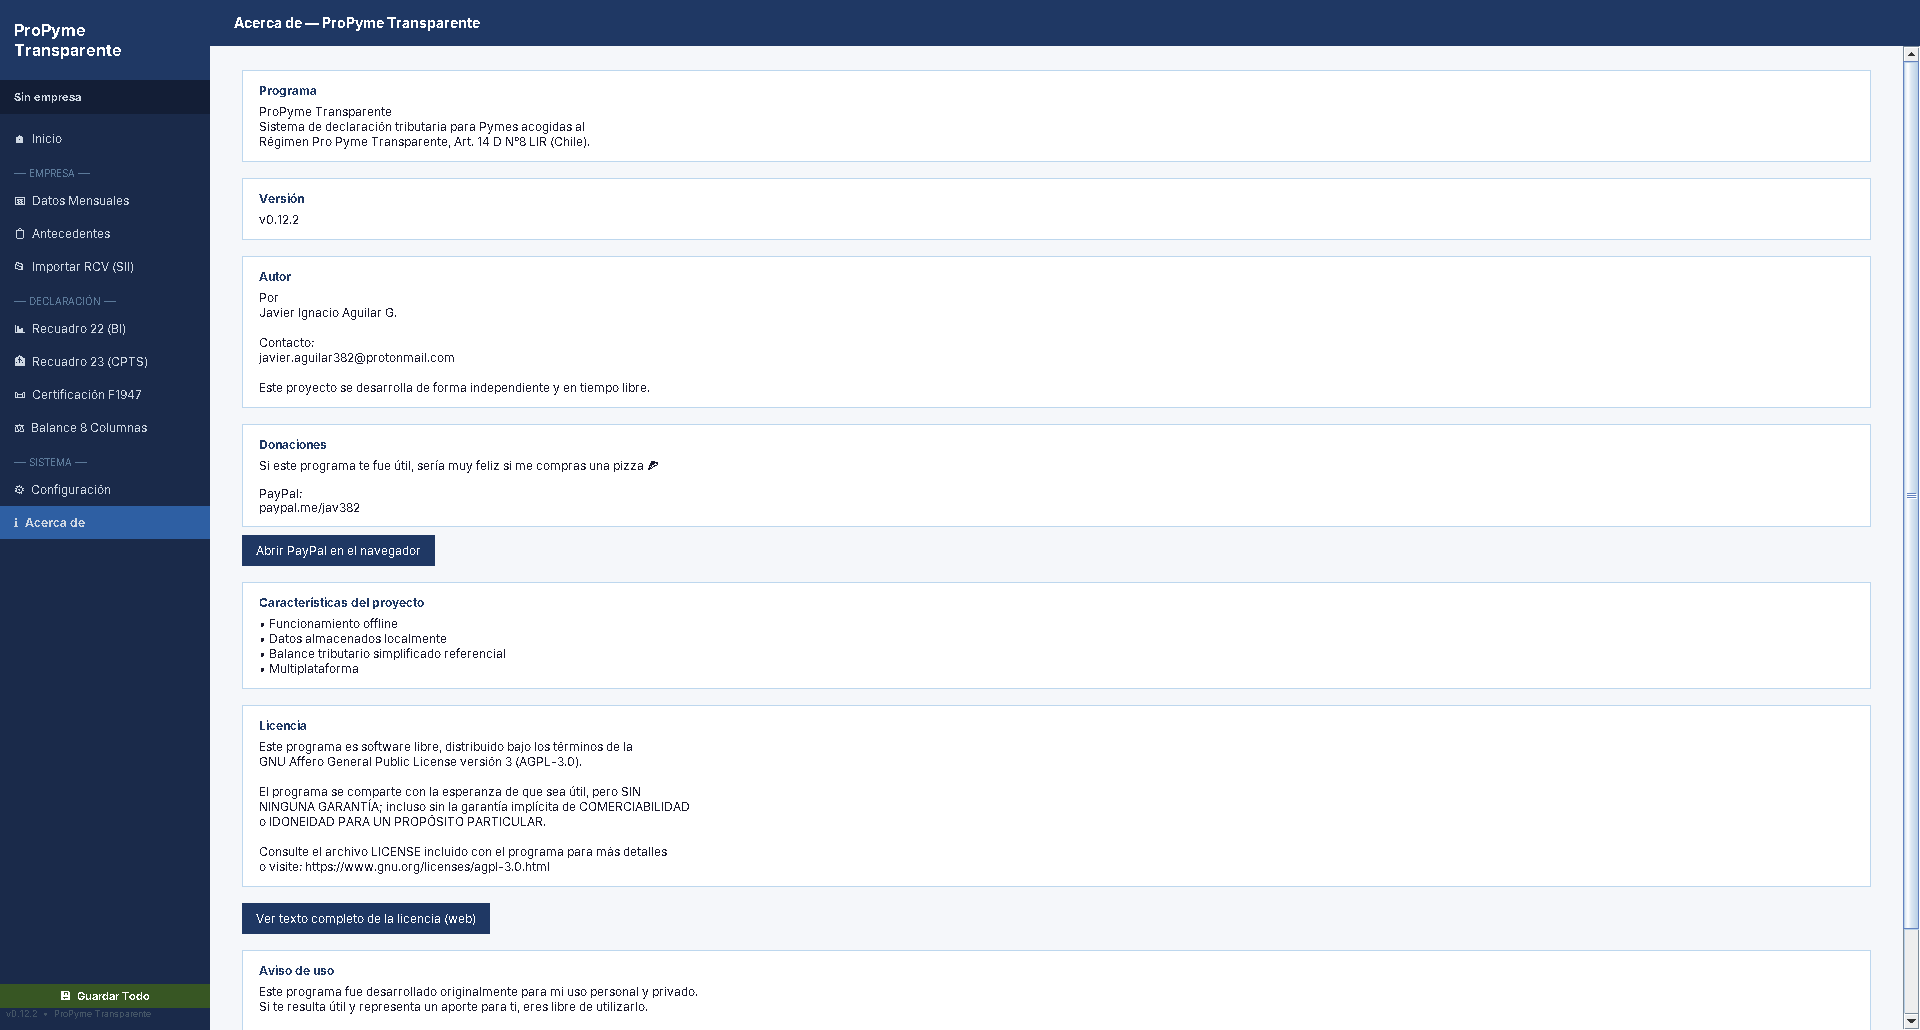 ProPyme
Transparente
Sin empresa
Inicio
— EMPRESA —
Datos Mensuales
Antecedentes
Importar RCV (SII)
— DECLARACIÓN —
Recuadro 22 (BI)
Recuadro 23 (CPTS)
Certificación F1947
Balance 8 Columnas
— SISTEMA —
Configuración
Acerca de
Guardar Todo
v0.12.2 • ProPyme Transparente
Acerca de — ProPyme Transparente
Programa
ProPyme Transparente
Sistema de declaración tributaria para Pymes acogidas al
Régimen Pro Pyme Transparente, Art. 14 D N°8 LIR (Chile).
Versión
v0.12.2
Autor
Por
Javier Ignacio Aguilar G.
Contacto:
javier.aguilar382@protonmail.com
Este proyecto se desarrolla de forma independiente y en tiempo libre.
Donaciones
Si este programa te fue útil, sería muy feliz si me compras una pizza 🍕
PayPal:
paypal.me/jav382
Abrir PayPal en el navegador
Características del proyecto
• Funcionamiento offline
• Datos almacenados localmente
• Balance tributario simplificado referencial
• Multiplataforma
Licencia
Este programa es software libre, distribuido bajo los términos de la
GNU Affero General Public License versión 3 (AGPL-3.0).
El programa se comparte con la esperanza de que sea útil, pero SIN
NINGUNA GARANTÍA; incluso sin la garantía implícita de COMERCIABILIDAD
o IDONEIDAD PARA UN PROPÓSITO PARTICULAR.
Consulte el archivo LICENSE incluido con el programa para más detalles
o visite: https://www.gnu.org/licenses/agpl-3.0.html
Ver texto completo de la licencia (web)
Aviso de uso
Este programa fue desarrollado originalmente para mi uso personal y privado.
Si te resulta útil y representa un aporte para ti, eres libre de utilizarlo.